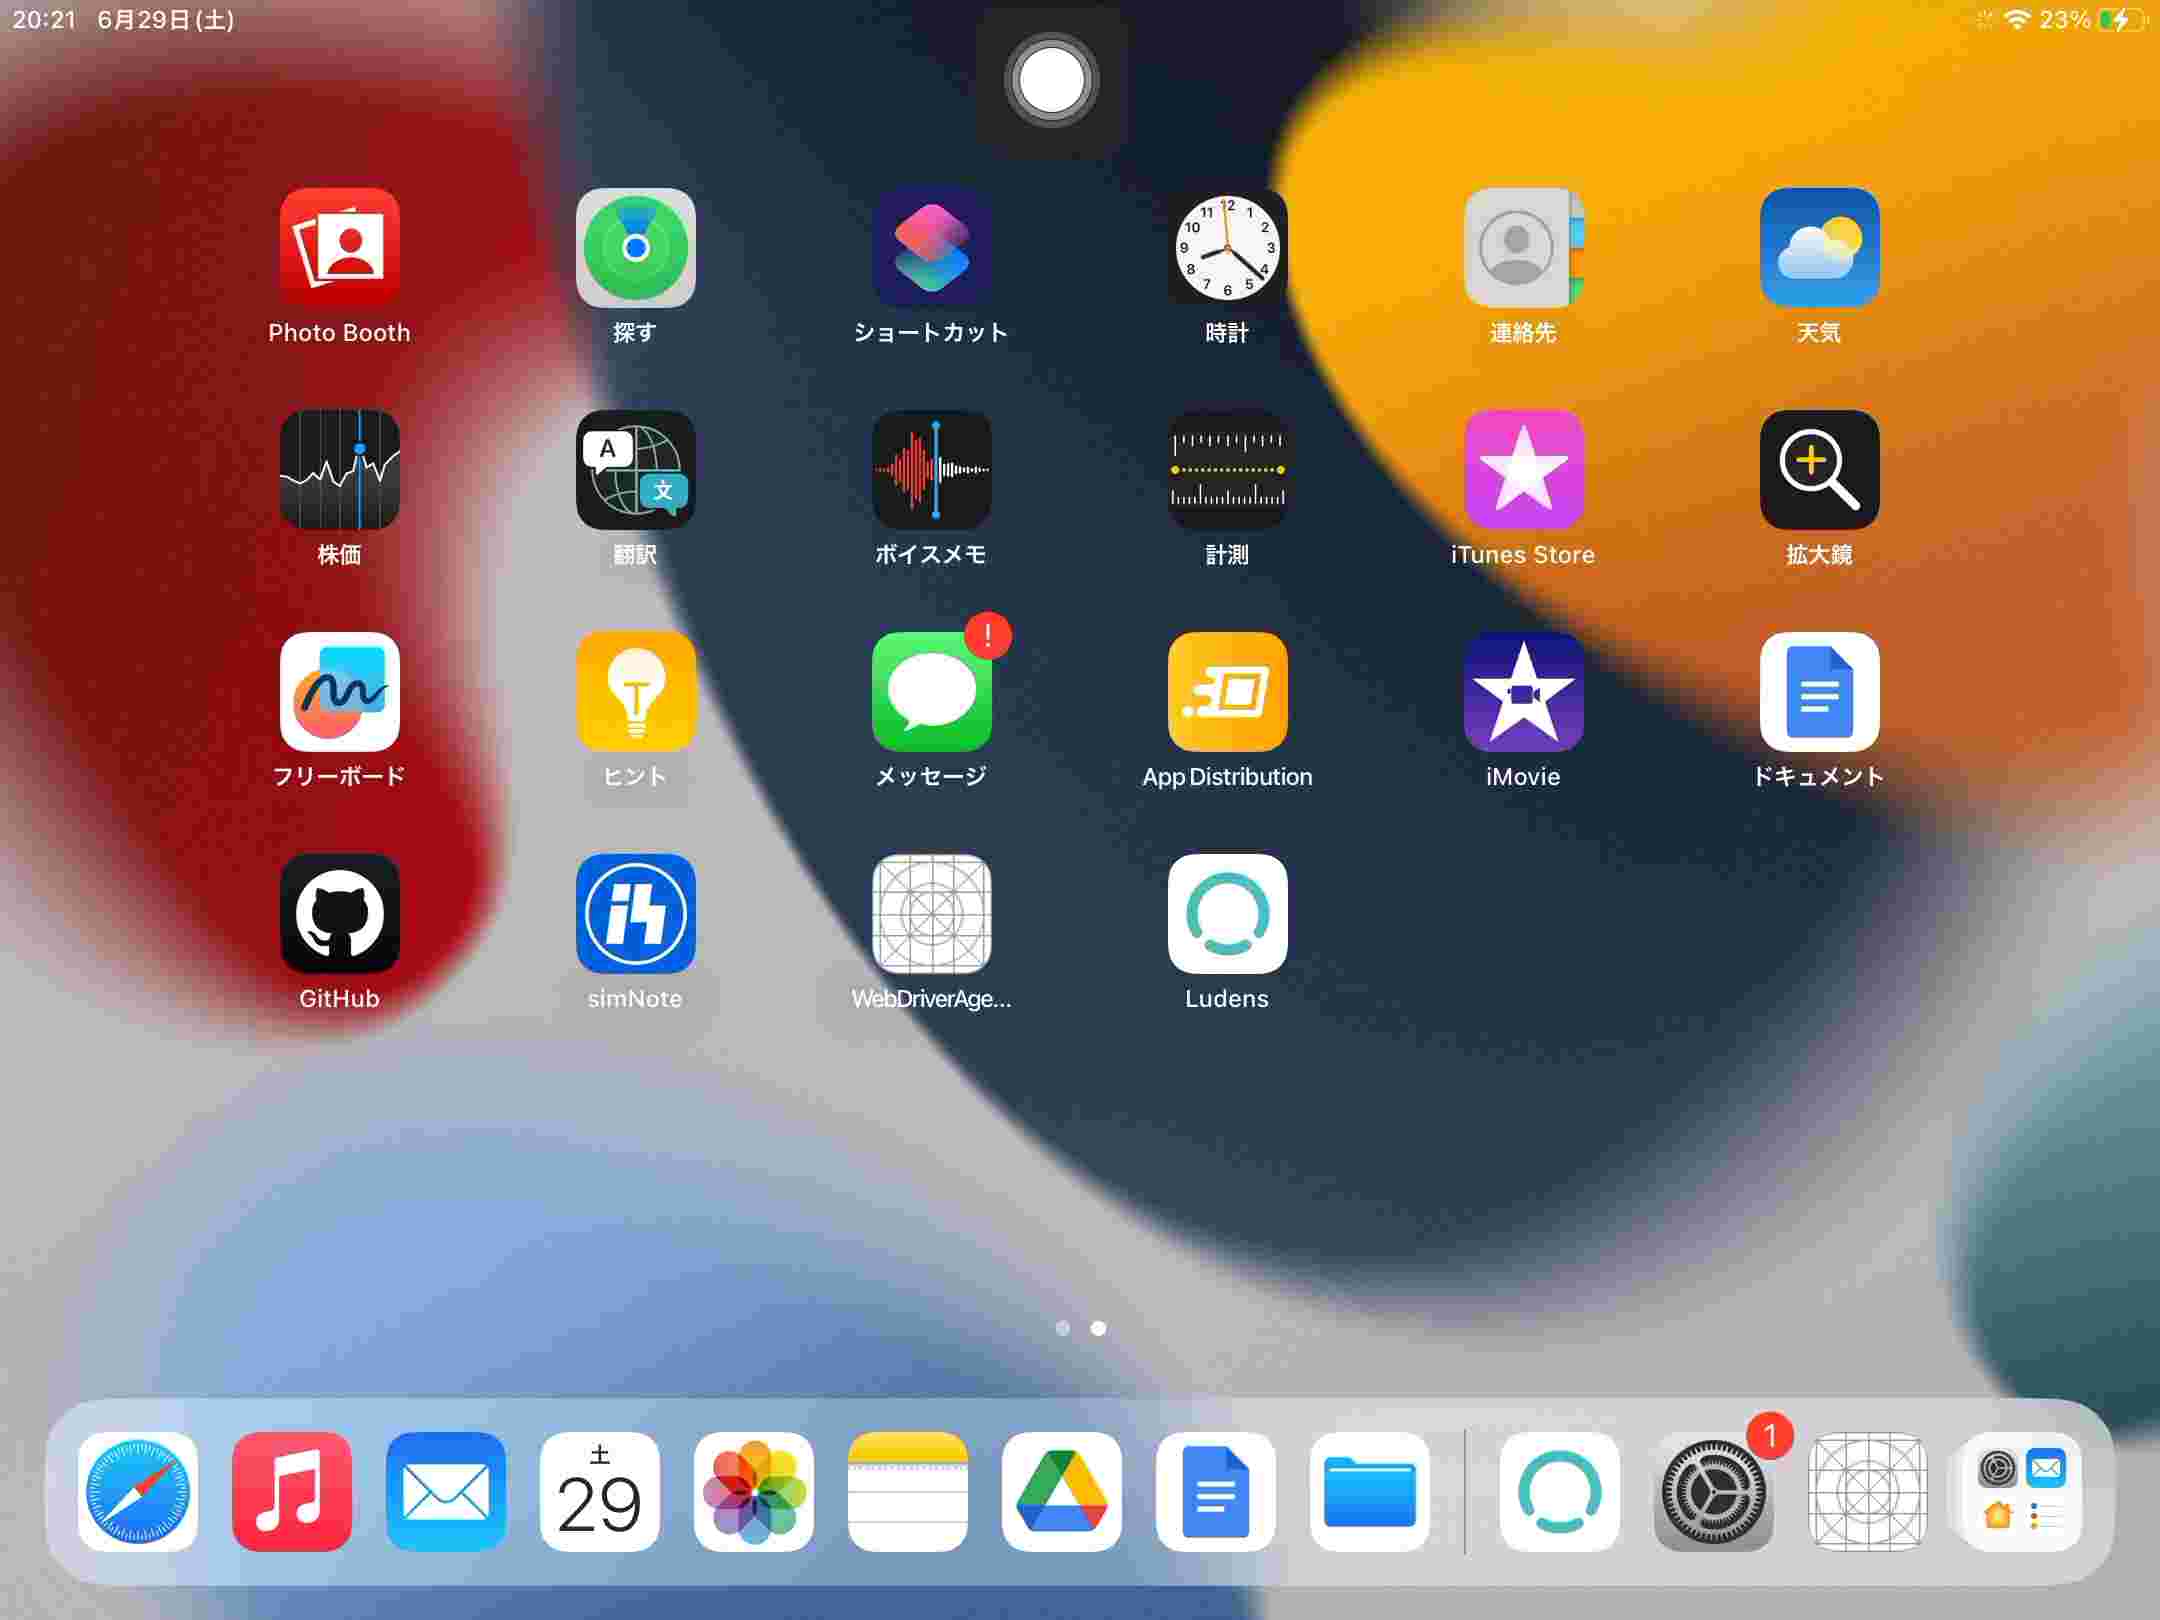 20:21 6月29日(土)
23%
Photo Booth
探す
ショートカット
時計
連絡先
天気
株価
翻訳
ボイスメモ
計測
iTunes Store
拡大鏡
フリーボード
ヒント
メッセージ
App Distribution
iMovie
ドキュメント
GitHub
simNote
WebDriverAge...
Ludens
土
29
1